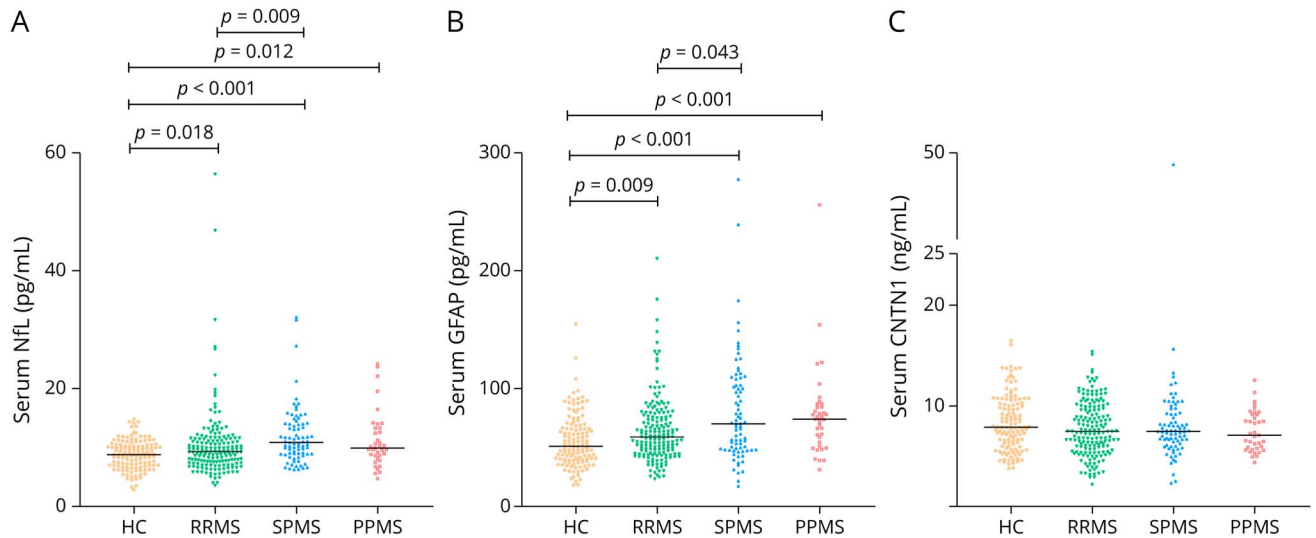 A
p = 0.009
p = 0.012
p < 0.001
p = 0.018
60
40
20
0
Serum NfL (pg/mL)
HC RRMS SPMS PPMS
B
p = 0.043
p < 0.001
p < 0.001
p = 0.009
300
200
100
0
Serum GFAP (pg/mL)
HC RRMS SPMS PPMS
C
50
25
20
10
Serum CNTN1 (ng/mL)
HC RRMS SPMS PPMS